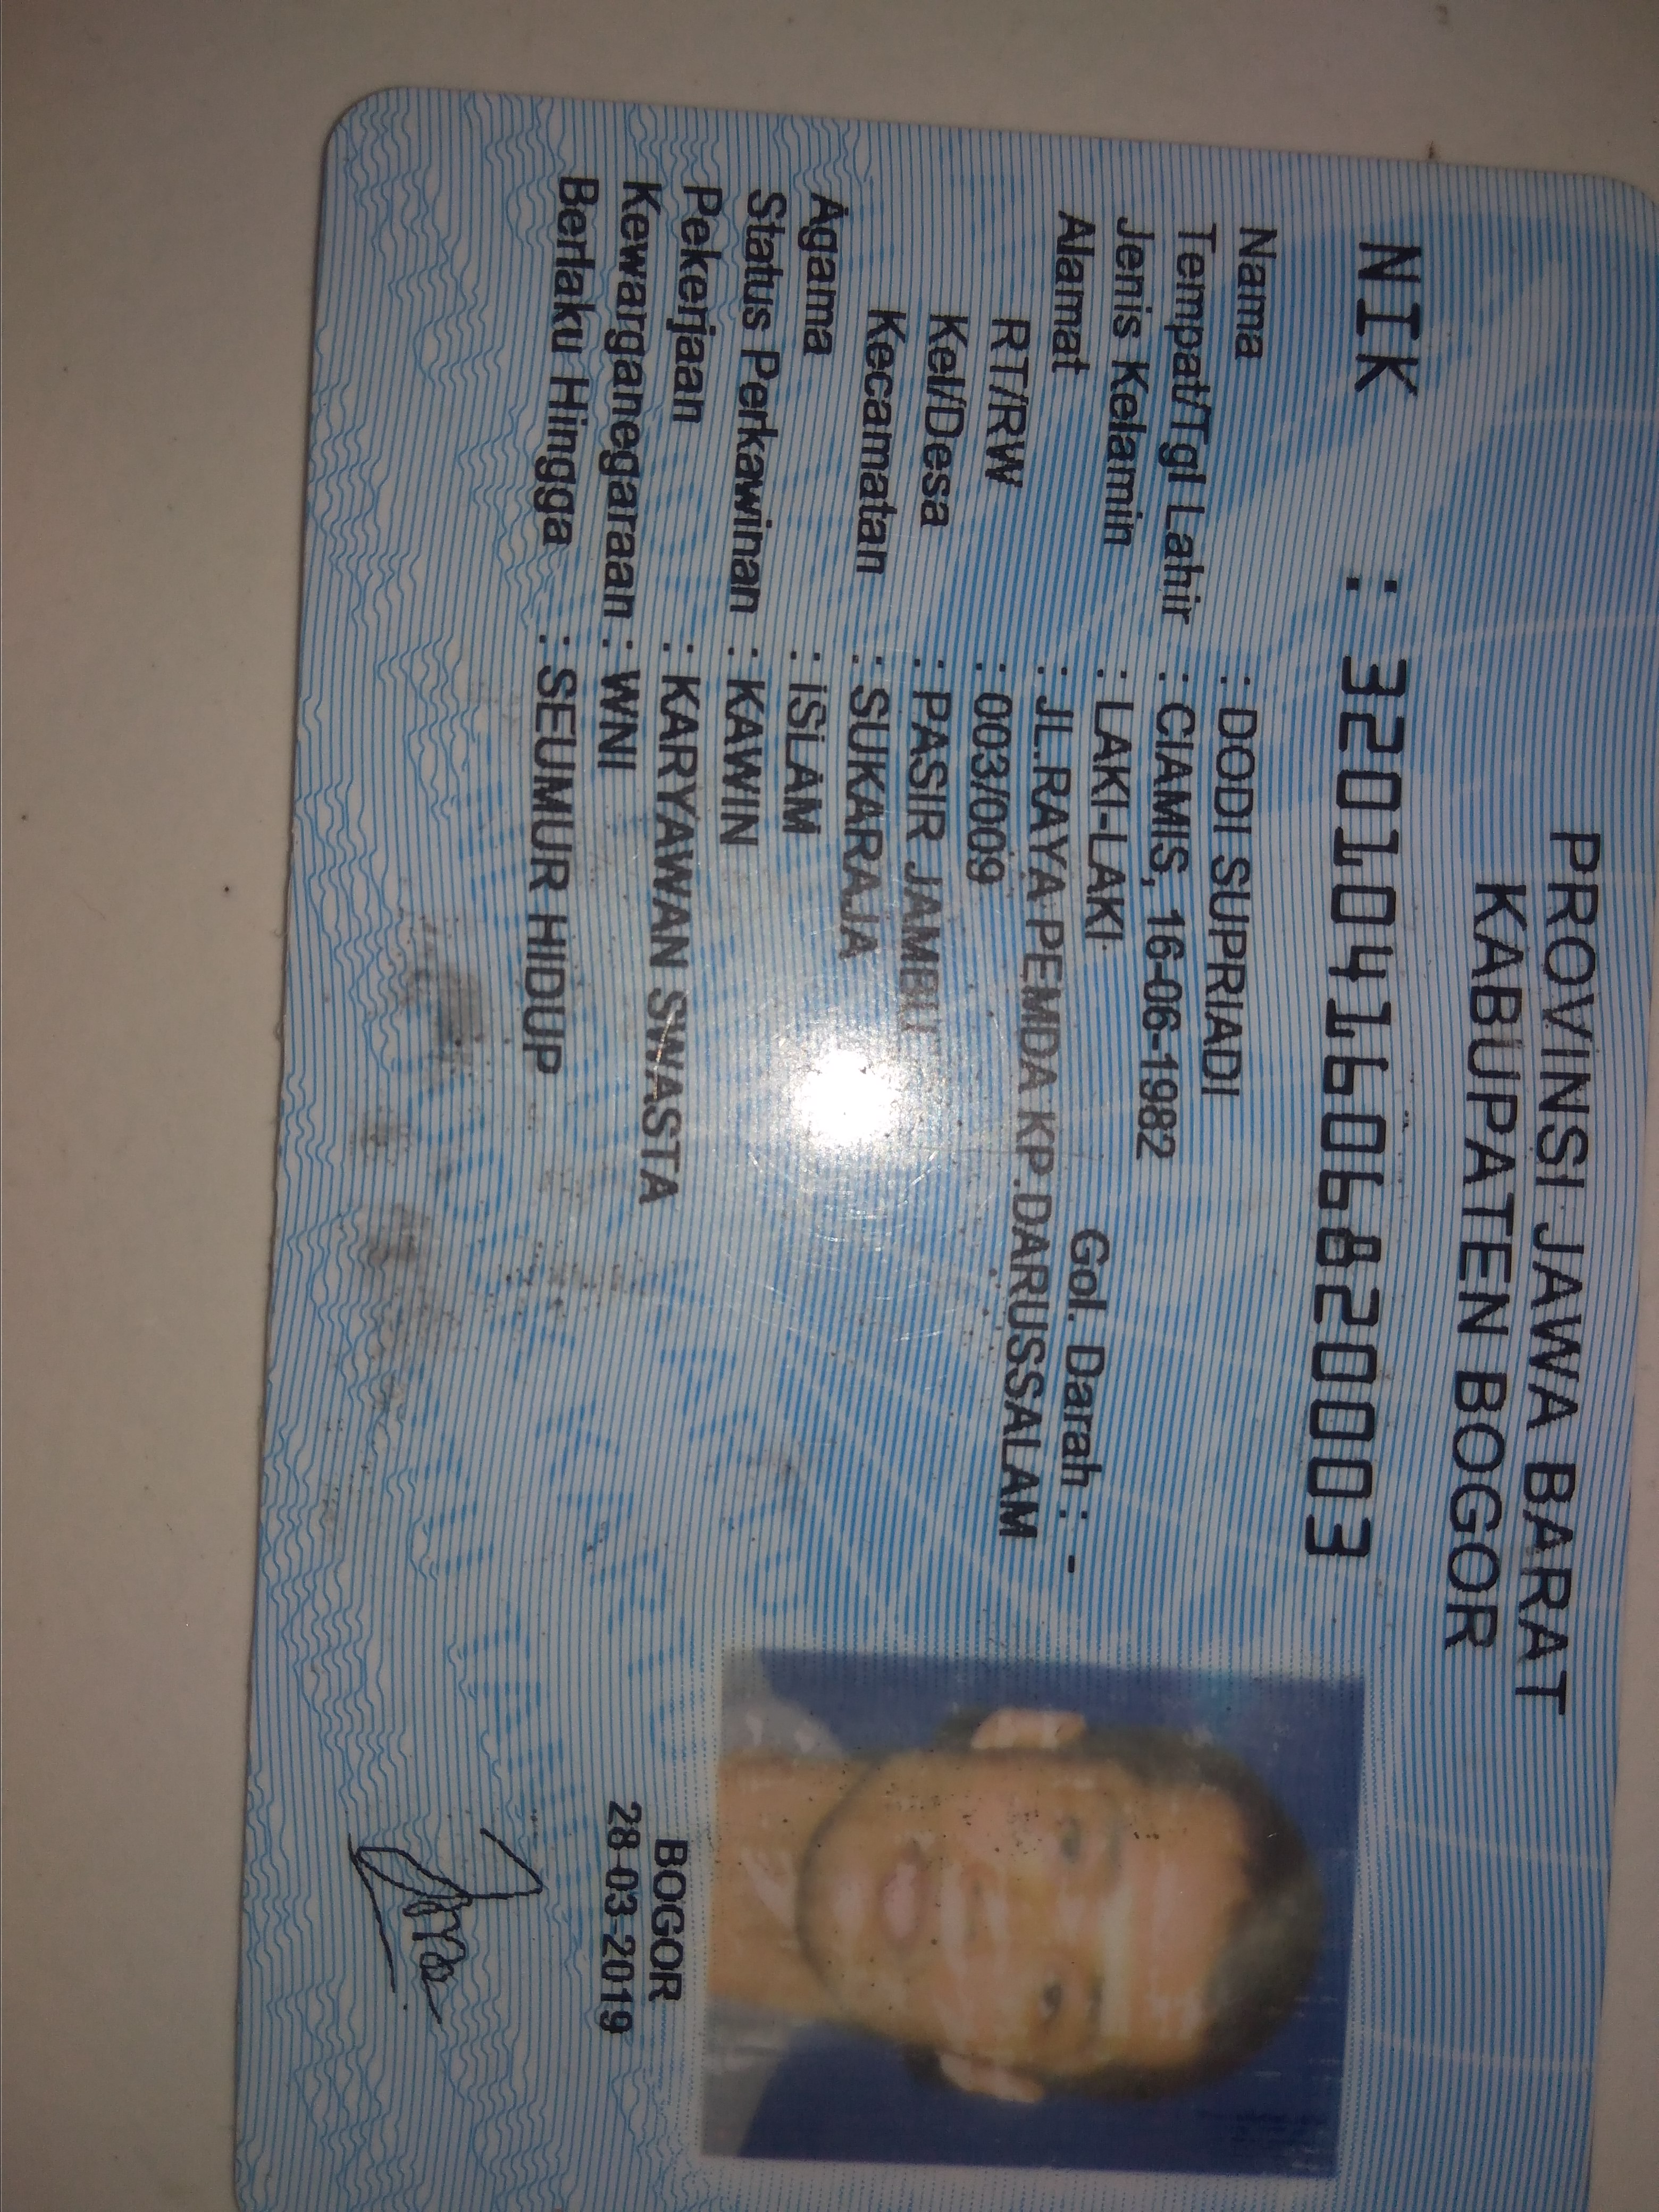 PROVINSI JAWA BARAT
KABUPATEN BOGOR
NIK : 3201041606820003
Nama : DODI SUPRIADI
Tempat/Tgl Lahir : CIAMIS, 16-06-1982
Jenis Kelamin : LAKI-LAKI Gol. Darah : -
Alamat : JL.RAYA PEMDA KP.DARUSSALAM
RT/RW : 003/009
Kel/Desa : PASIR JAMBU
Kecamatan : SUKARAJA
Agama : ISLAM
Status Perkawinan : KAWIN
Pekerjaan : KARYAWAN SWASTA
Kewarganegaraan : WNI
Berlaku Hingga : SEUMUR HIDUP
BOGOR
28-03-2019